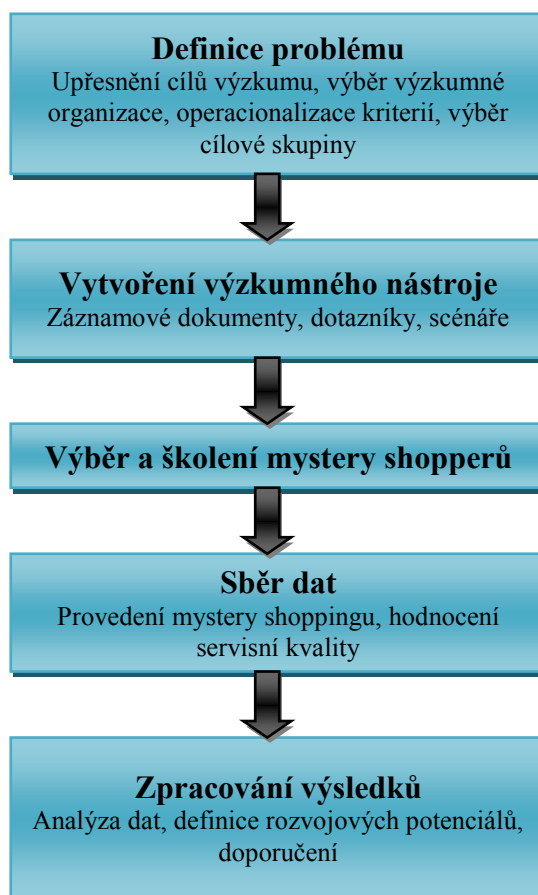 Definice problému
Upřesnění cílů výzkumu, výběr výzkumné
organizace, operacionalizace kriterií, výběr
cílové skupiny
Vytvoření výzkumného nástroje
Záznamové dokumenty, dotazníky, scénáře
Výběr a školení mystery shopperů
Sběr dat
Provedení mystery shoppingu, hodnocení
servisní kvality
Zpracování výsledků
Analýza dat, definice rozvojových potenciálů,
doporučení